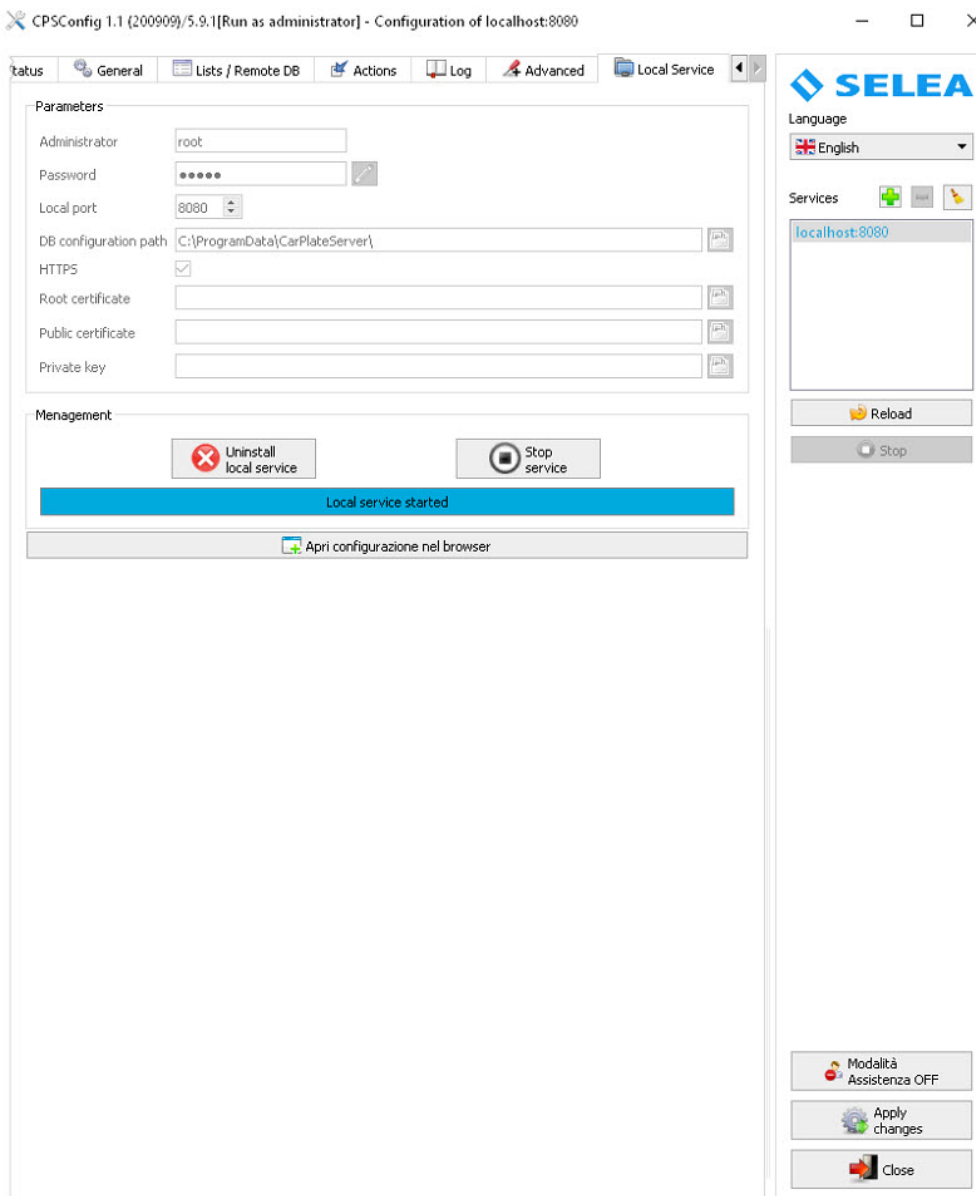 CPSConfig 1.1 (200909)/5.9.1[Run as administrator] - Configuration of localhost:8080
tatus General Lists / Remote DB Actions Log Advanced Local Service
Parameters
Administrator root
Password •••••
Local port 8080
DB configuration path C:\ProgramData\CarPlateServer\
HTTPS
Root certificate
Public certificate
Private key
Menagement
Uninstall
local service
Stop
service
Local service started
Apri configurazione nel browser
SELEA
Language
English
Services
localhost:8080
Reload
Stop
Modalità
Assistenza OFF
Apply
changes
Close